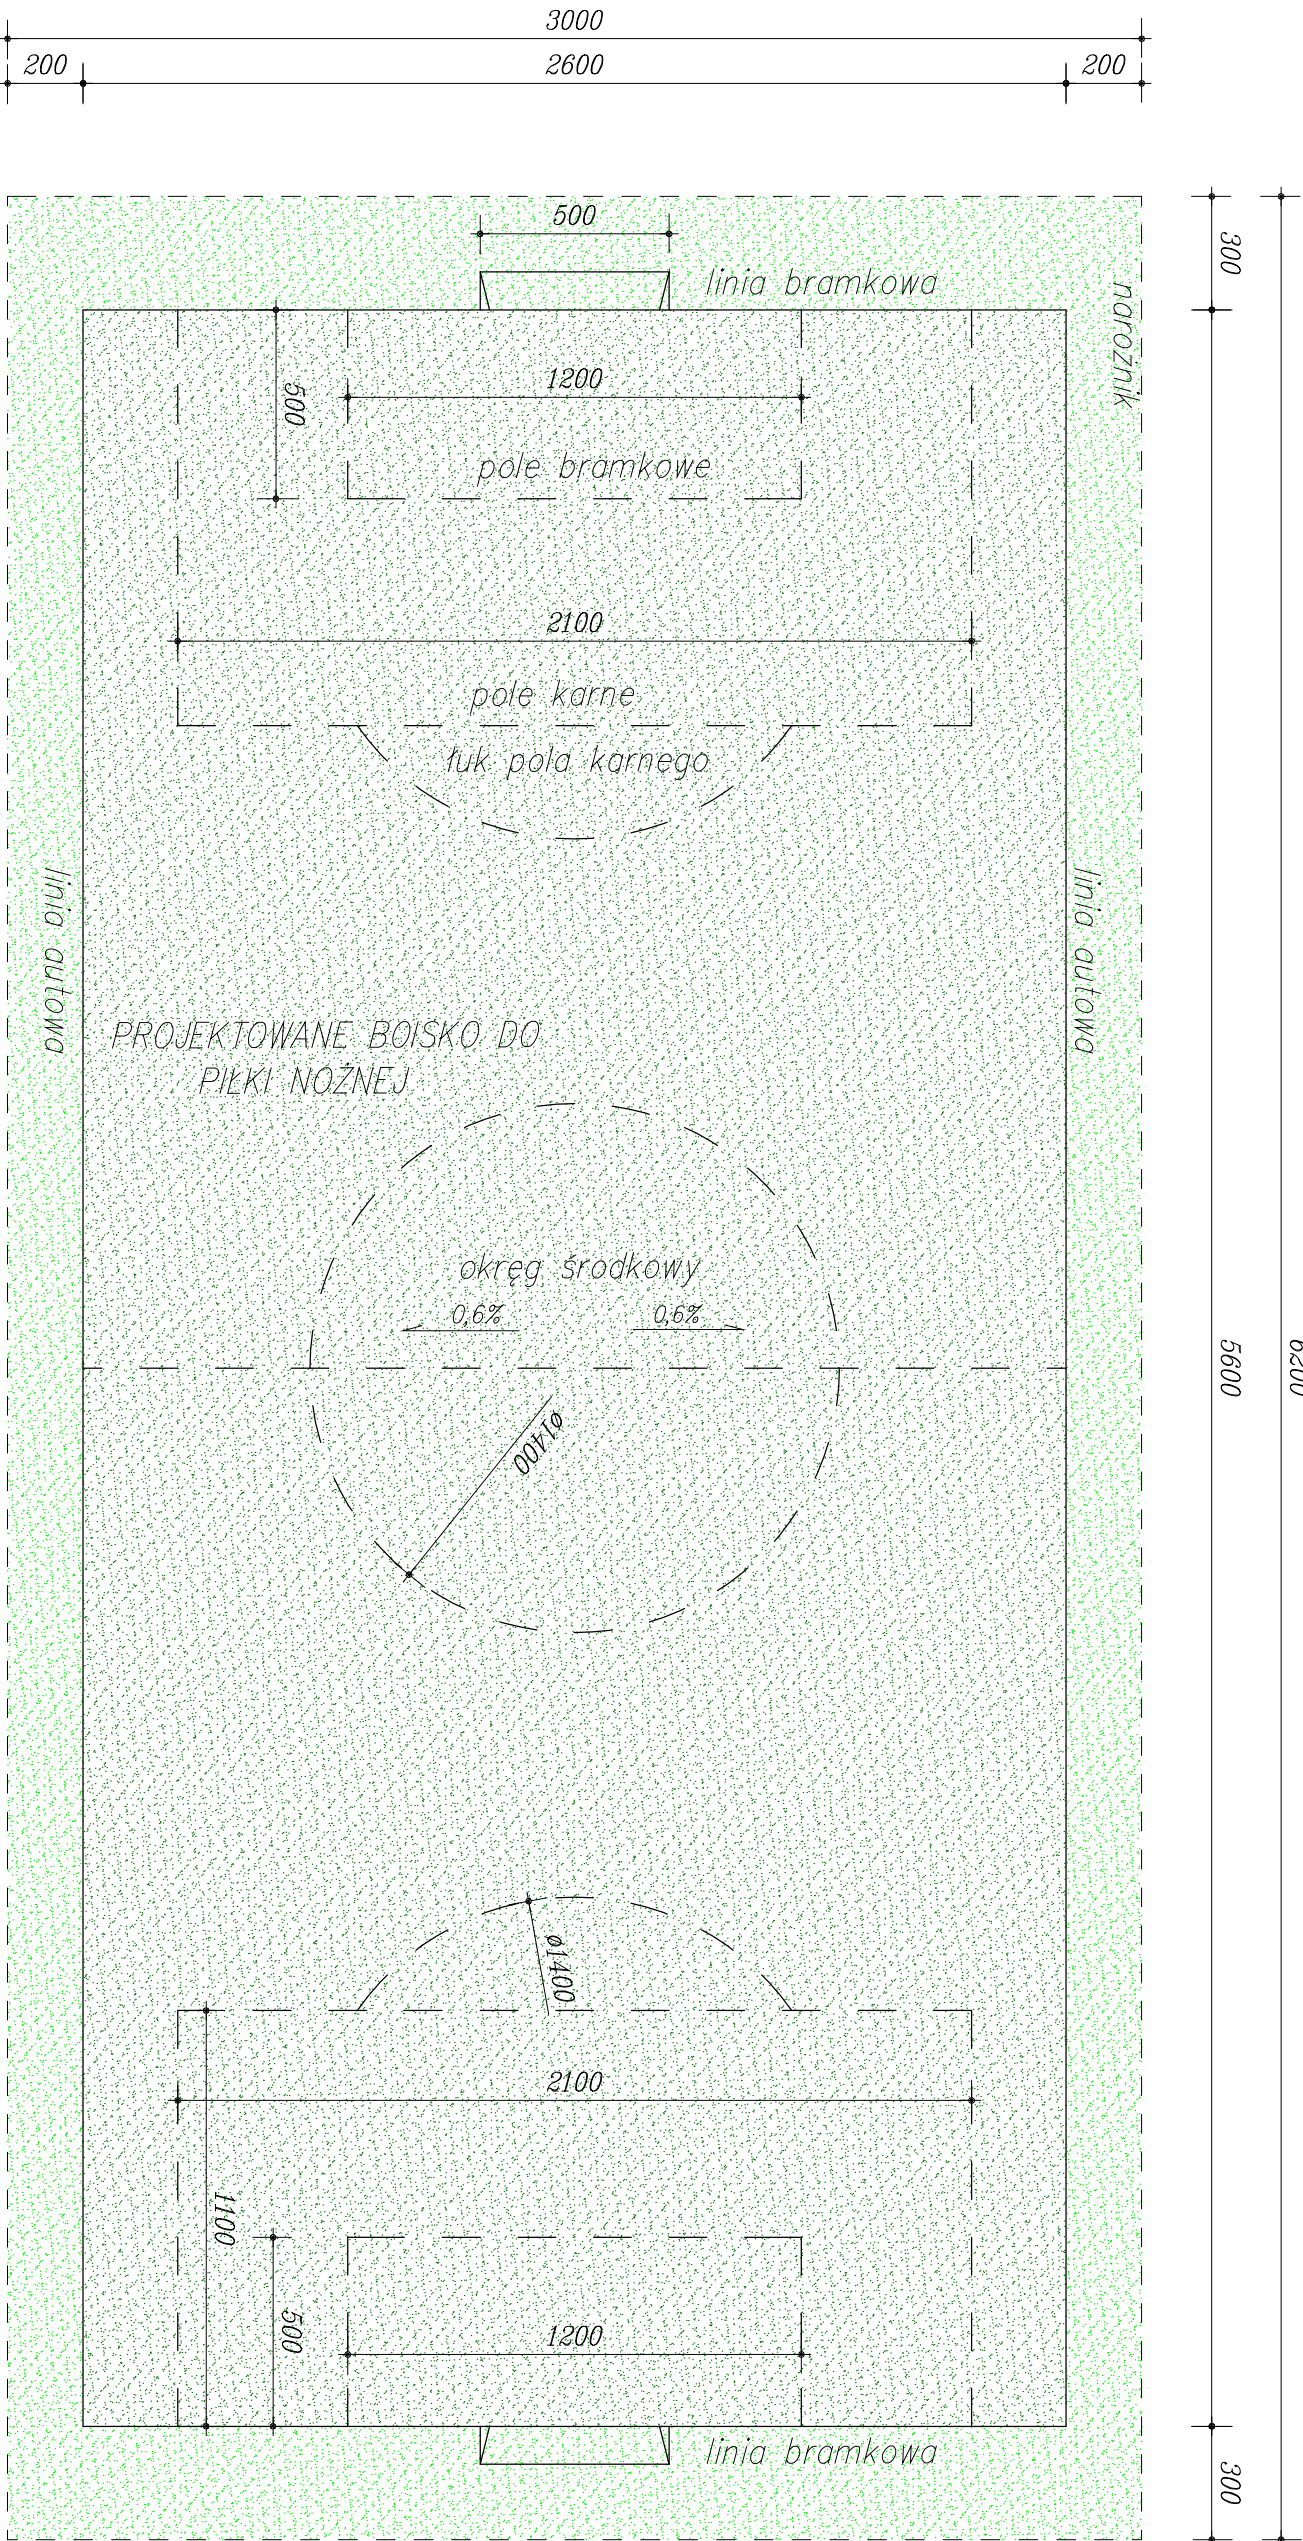 3000
200
2600
200
500
300
linia bramkowa
narożnik
1200
500
pole bramkowe
2100
pole karne
łuk pola karnego
linia autowa
linia autowa
PROJEKTOWANE BOISKO DO
PIŁKI NOŻNEJ
okręg środkowy
0,6%
0,6%
5600
6200
ø1400
ø1400
2100
1100
500
1200
linia bramkowa
300